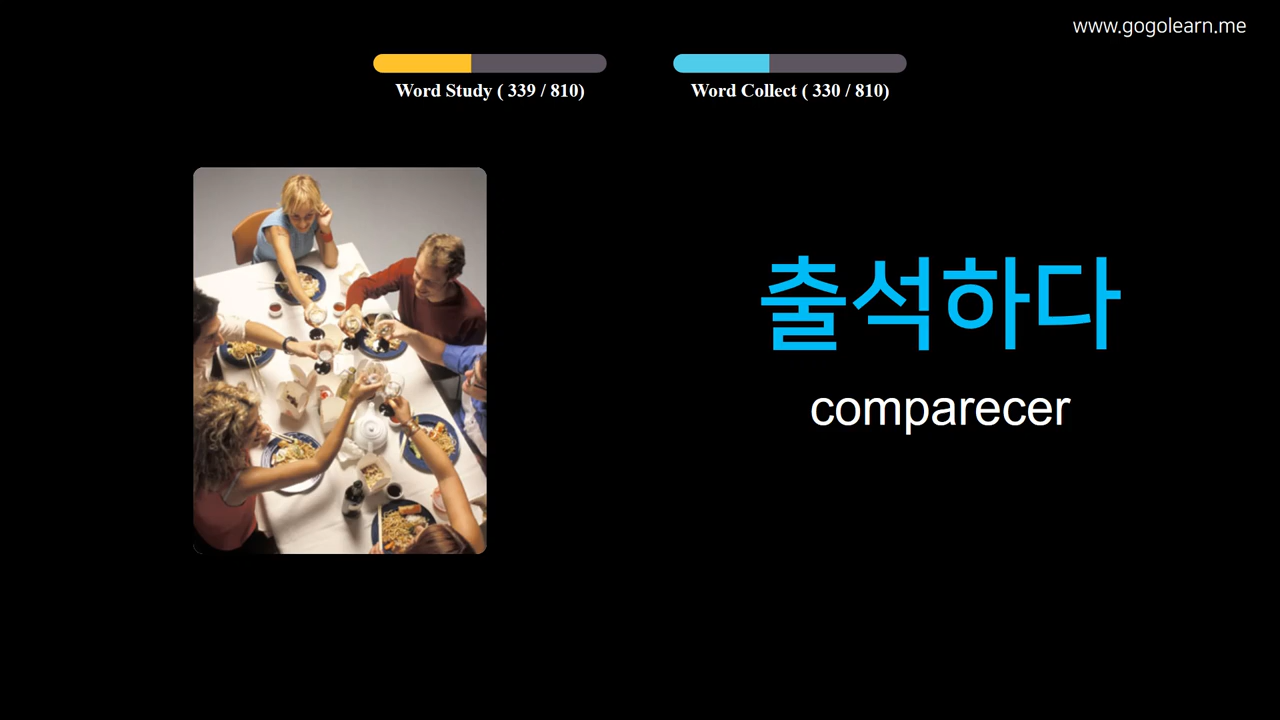 www.gogolearn.me
Word Study ( 339 / 810)
Word Collect ( 330 / 810)
출석하다
comparecer